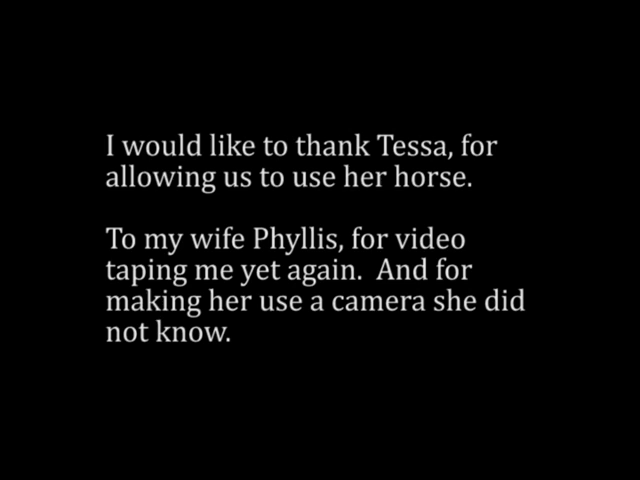 I would like to thank Tessa, for
allowing us to use her horse.
To my wife Phyllis, for video
taping me yet again.  And for
making her use a camera she did
not know.